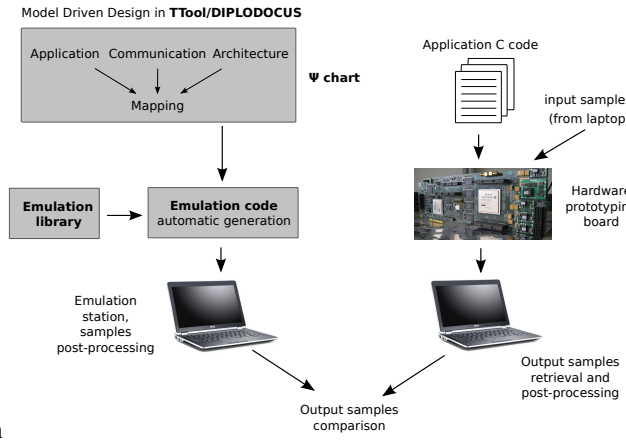 Model Driven Design in TTool/DIPLODOCUS
Application Communication Architecture
Mapping
Ψ chart
Emulation
library
Emulation code
automatic generation
Emulation
station,
samples
post-processing
Application C code
input sample
(from laptop
Hardware
prototypin
board
Output samples
retrieval and
post-processing
Output samples
comparison